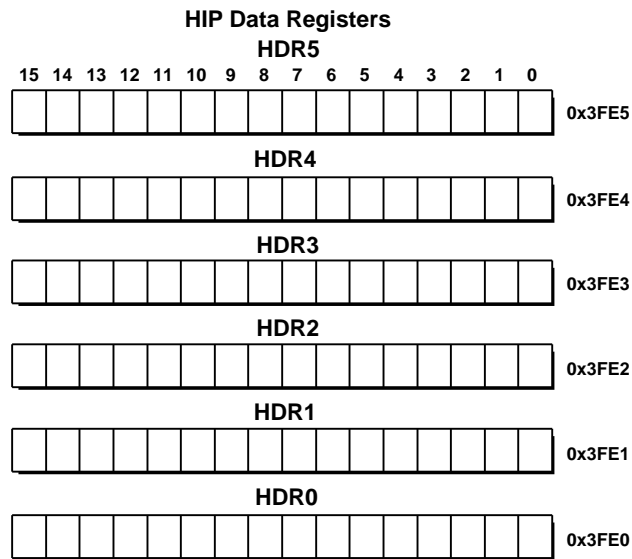 HIP Data Registers
HDR5
15 14 13 12 11 10 9 8 7 6 5 4 3 2 1 0
0x3FE5
HDR4
0x3FE4
HDR3
0x3FE3
HDR2
0x3FE2
HDR1
0x3FE1
HDR0
0x3FE0